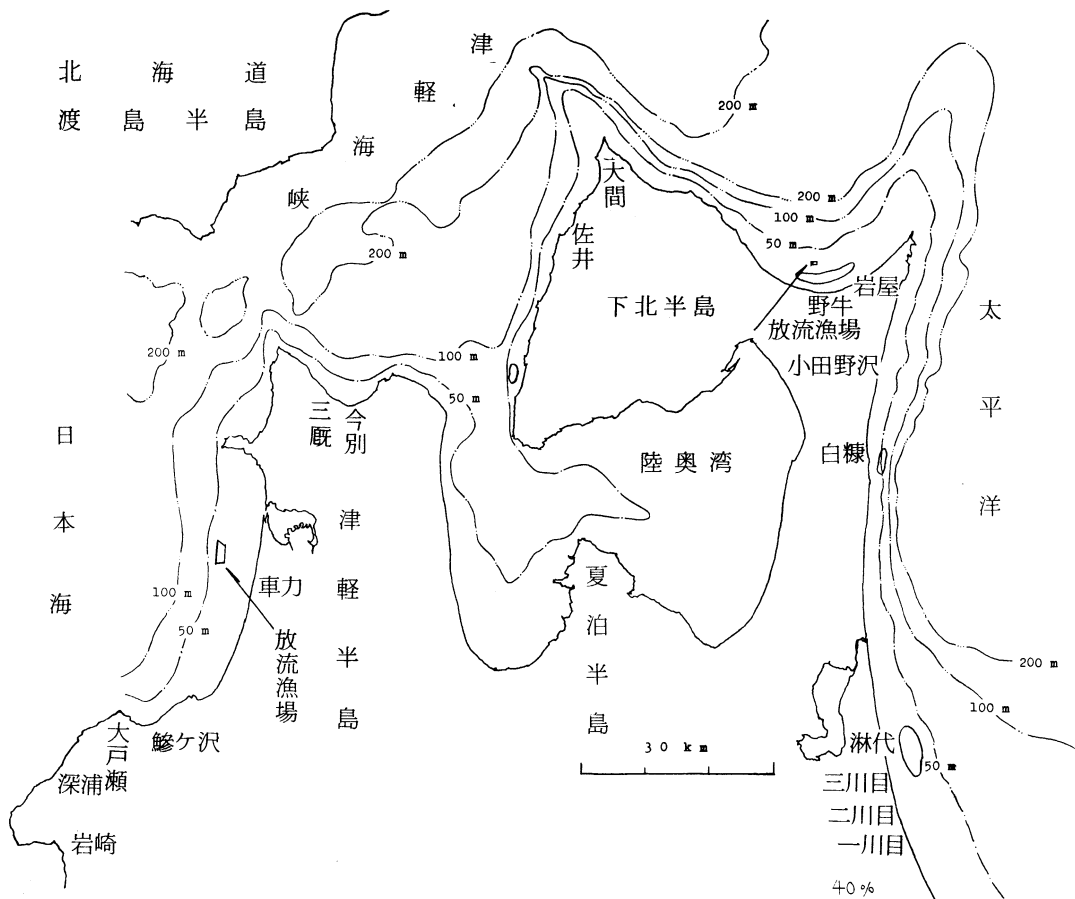 北海道
渡島半島
津軽海峡
200 m
大間
佐井
200 m
200 m
100 m
50 m
岩屋
野牛
放流漁場
下北半島
小田野沢
太平洋
200 m
100 m
50 m
三厩
今別
日本海
陸奥湾
白糠
津軽半島
車力
放流漁場
夏泊半島
100 m
50 m
200 m
100 m
大戸瀬
鰺ケ沢
深浦
岩崎
30 km
淋代
50 m
三川目
二川目
一川目
40%